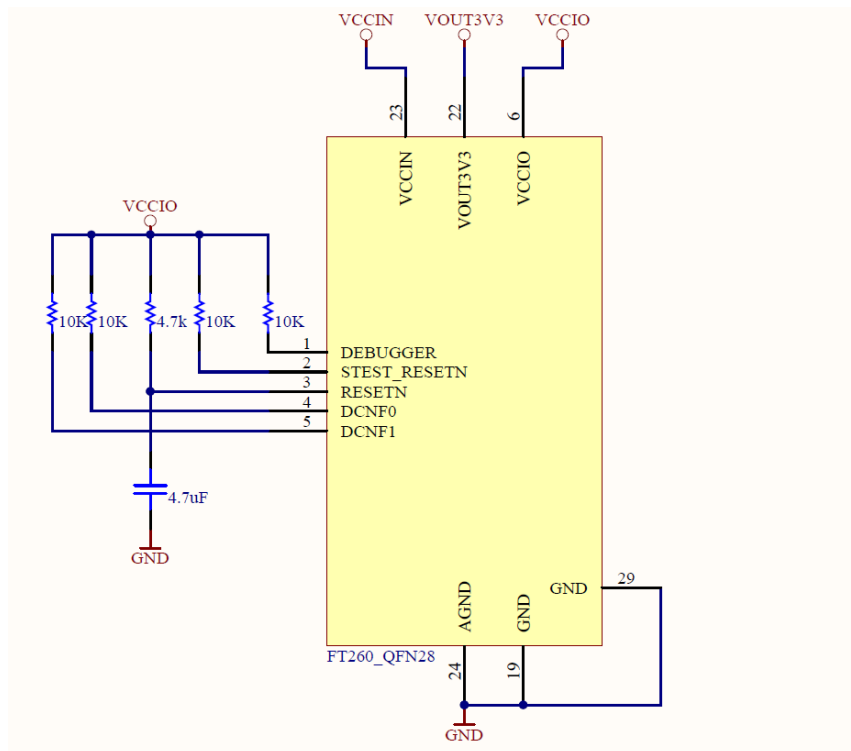 VCCIN VOUT3V3 VCCIO
23 22 6
VCCIN VOUT3V3 VCCIO
VCCIO
10K 10K 4.7k 10K 10K
1 DEBUGGER
2 STEST_RESETN
3 RESETN
4 DCNF0
5 DCNF1
4.7uF
GND
AGND GND GND 29
FT260_QFN28
24 19
GND